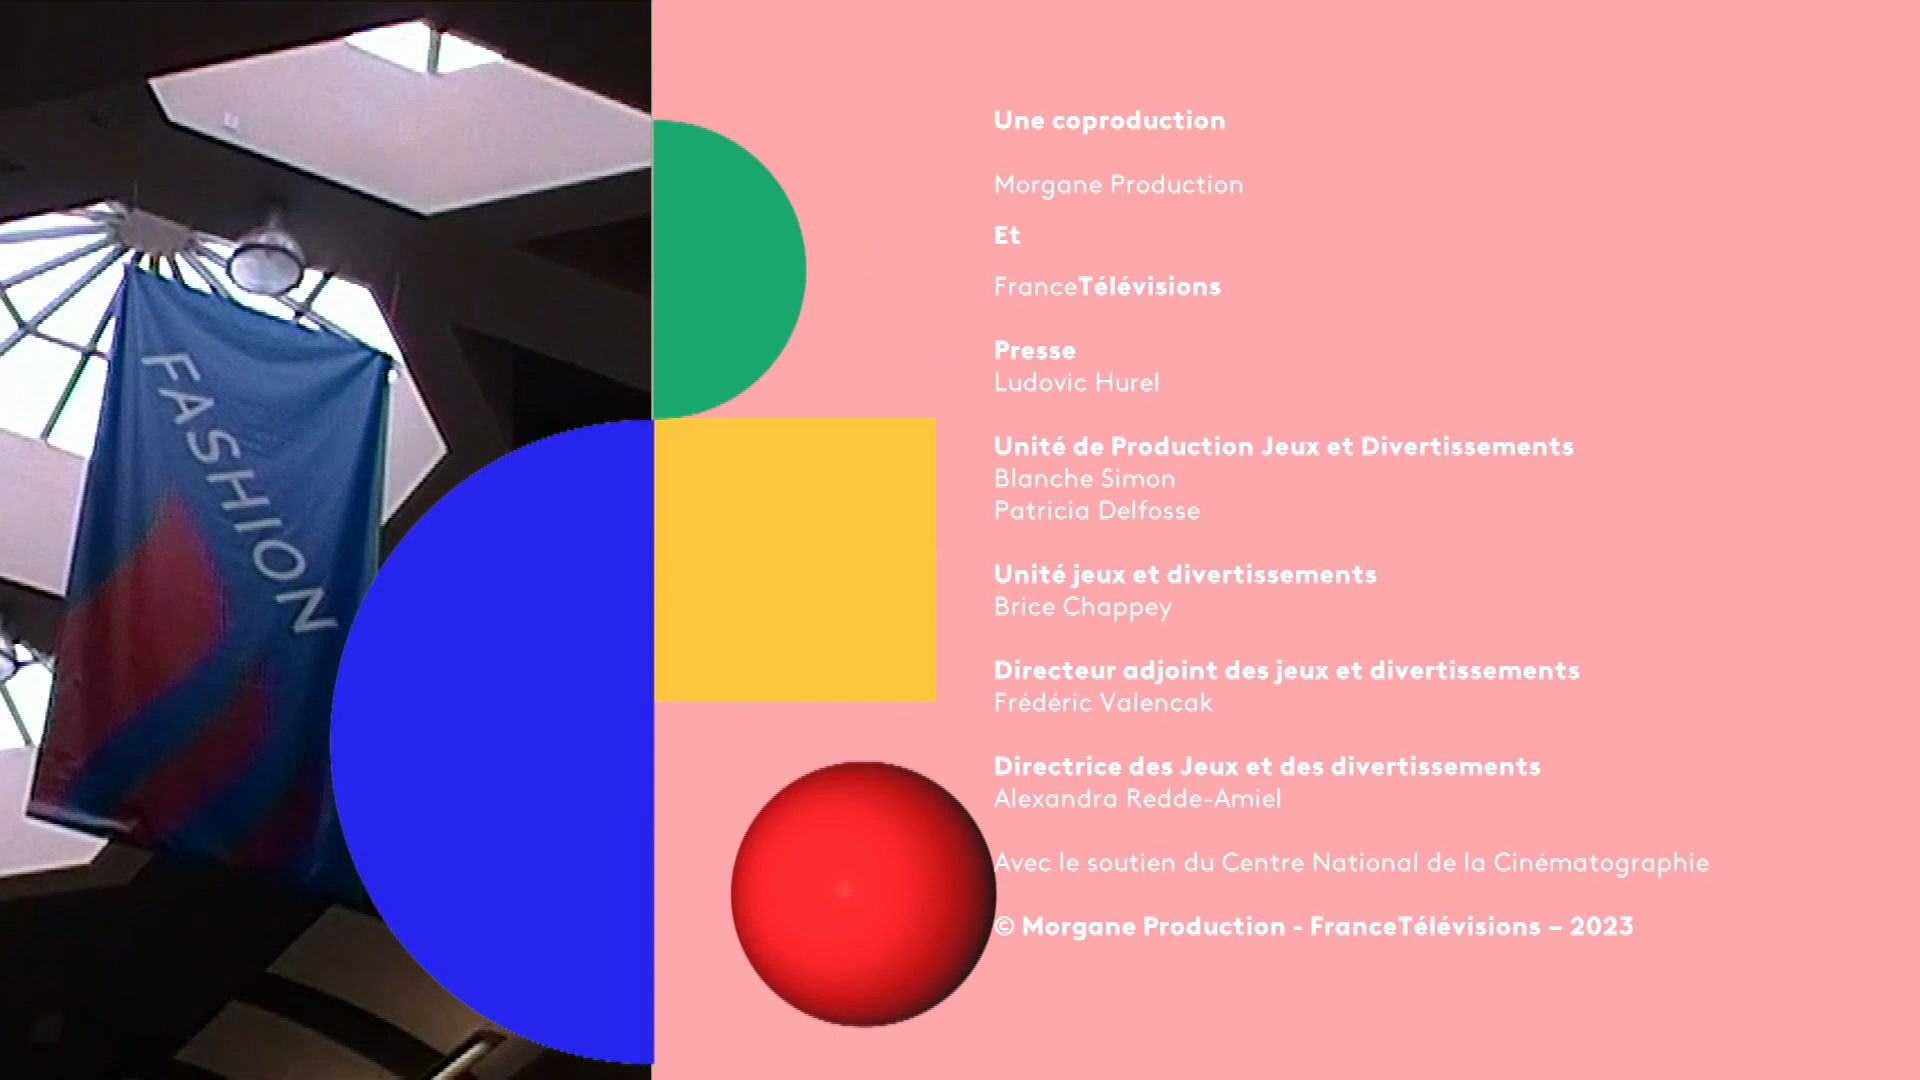 FASHION
Une coproduction
Morgane Production
Et
FranceTélévisions
Presse
Ludovic Hurel
Unité de Production Jeux et Divertissements
Blanche Simon
Patricia Delfosse
Unité jeux et divertissements
Brice Chappey
Directeur adjoint des jeux et divertissements
Frédéric Valencak
Directrice des Jeux et des divertissements
Alexandra Redde-Amiel
Avec le soutien du Centre National de la Cinématographie
© Morgane Production - FranceTélévisions – 2023